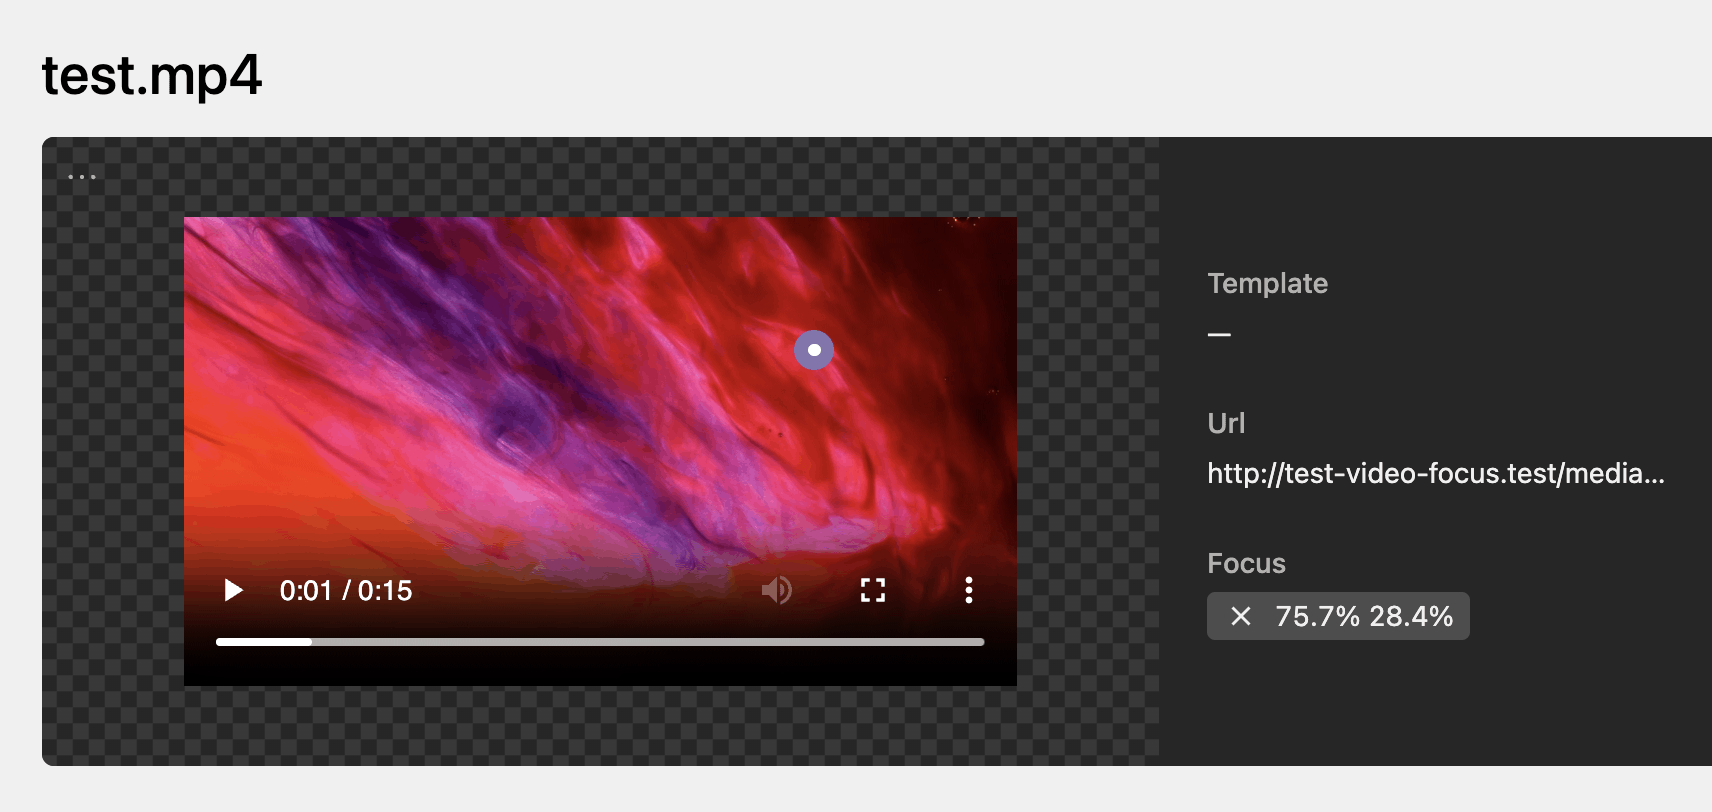 test.mp4
...
Template
—
Url
http://test-video-focus.test/media...
Focus
75.7% 28.4%
0:01 / 0:15